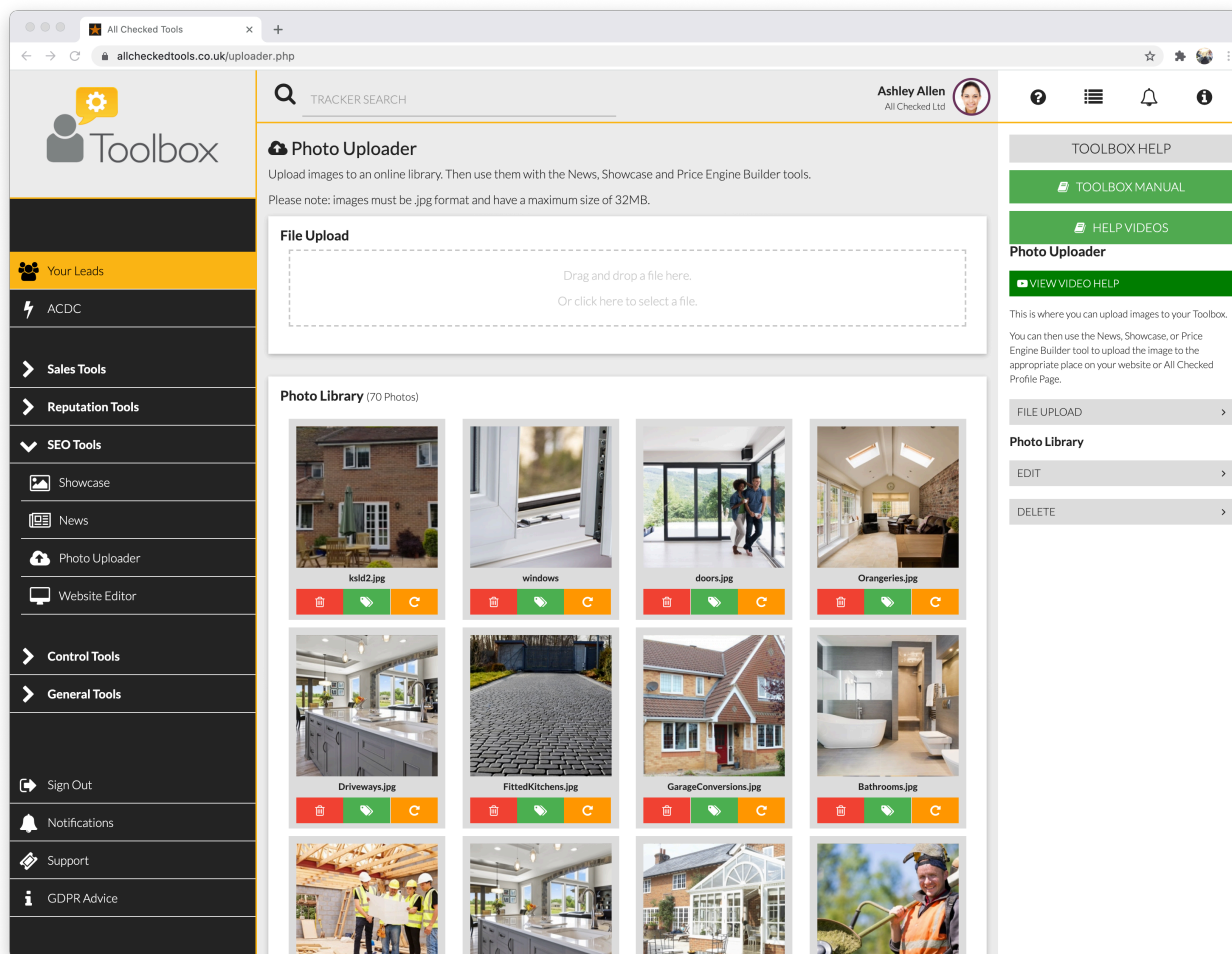 All Checked Tools
allcheckedtools.co.uk/uploader.php
Toolbox
TRACKER SEARCH
Ashley Allen
All Checked Ltd
Your Leads
ACDC
Sales Tools
Reputation Tools
SEO Tools
Showcase
News
Photo Uploader
Website Editor
Control Tools
General Tools
Sign Out
Notifications
Support
GDPR Advice
Photo Uploader
Upload images to an online library. Then use them with the News, Showcase and Price Engine Builder tools.
Please note: images must be .jpg format and have a maximum size of 32MB.
File Upload
Drag and drop a file here.
Or click here to select a file.
Photo Library (70 Photos)
ksld2.jpg
windows
doors.jpg
Orangeries.jpg
Driveways.jpg
FittedKitchens.jpg
GarageConversions.jpg
Bathrooms.jpg
TOOLBOX HELP
TOOLBOX MANUAL
HELP VIDEOS
Photo Uploader
VIEW VIDEO HELP
This is where you can upload images to your Toolbox.
You can then use the News, Showcase, or Price
Engine Builder tool to upload the image to the
appropriate place on your website or All Checked
Profile Page.
FILE UPLOAD
Photo Library
EDIT
DELETE